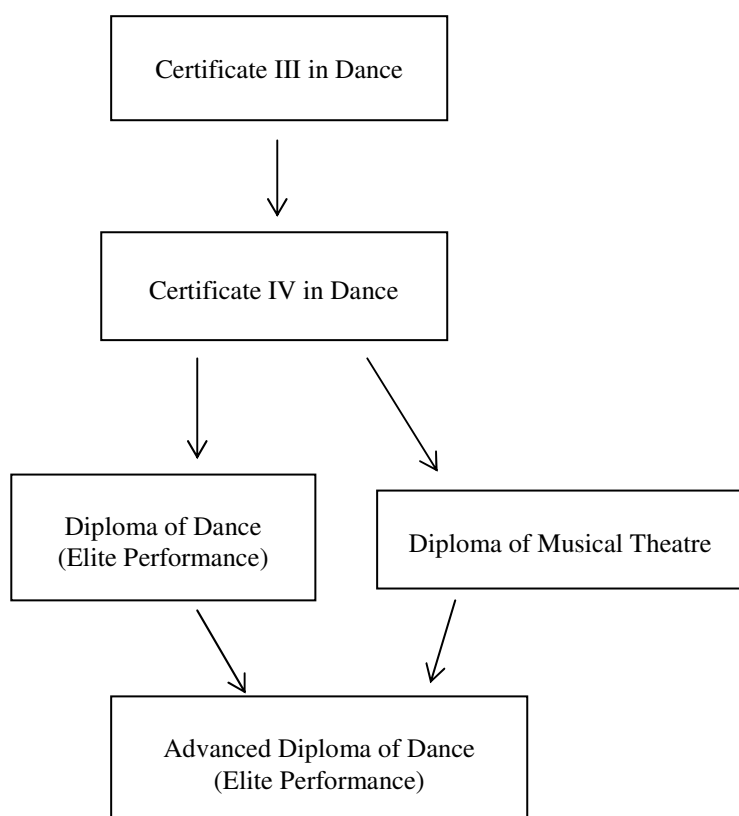 Certificate III in Dance
Certificate IV in Dance
Diploma of Dance
(Elite Performance)
Diploma of Musical Theatre
Advanced Diploma of Dance
(Elite Performance)